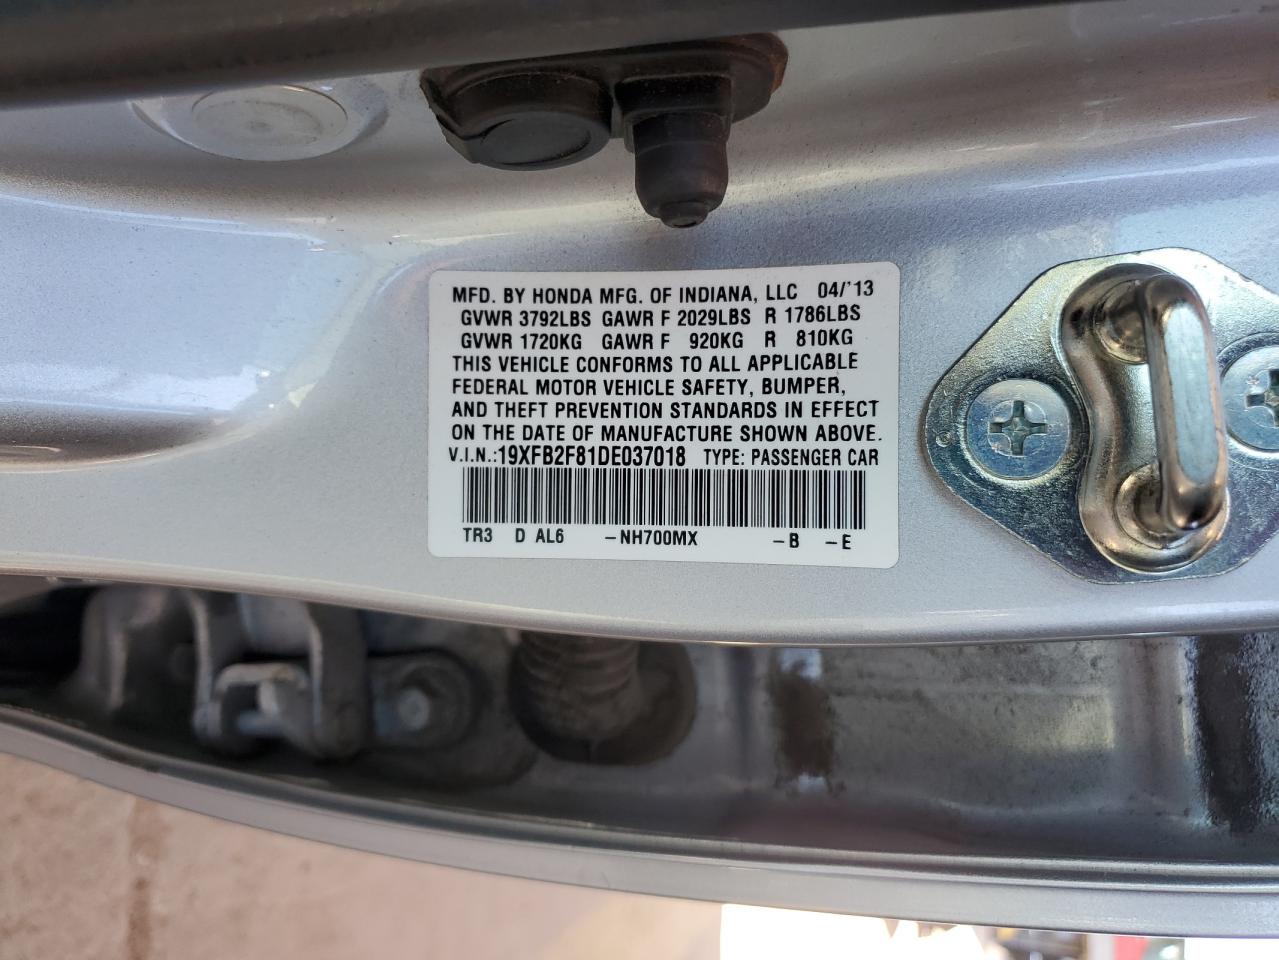 MFD. BY HONDA MFG. OF INDIANA, LLC 04/'13
GVWR 3792LBS GAWR F 2029LBS R 1786LBS
GVWR 1720KG GAWR F 920KG R 810KG
THIS VEHICLE CONFORMS TO ALL APPLICABLE
FEDERAL MOTOR VEHICLE SAFETY, BUMPER,
AND THEFT PREVENTION STANDARDS IN EFFECT
ON THE DATE OF MANUFACTURE SHOWN ABOVE.
V.I.N.:19XFB2F81DE037018 TYPE: PASSENGER CAR
TR3 D AL6 -NH700MX -B -E